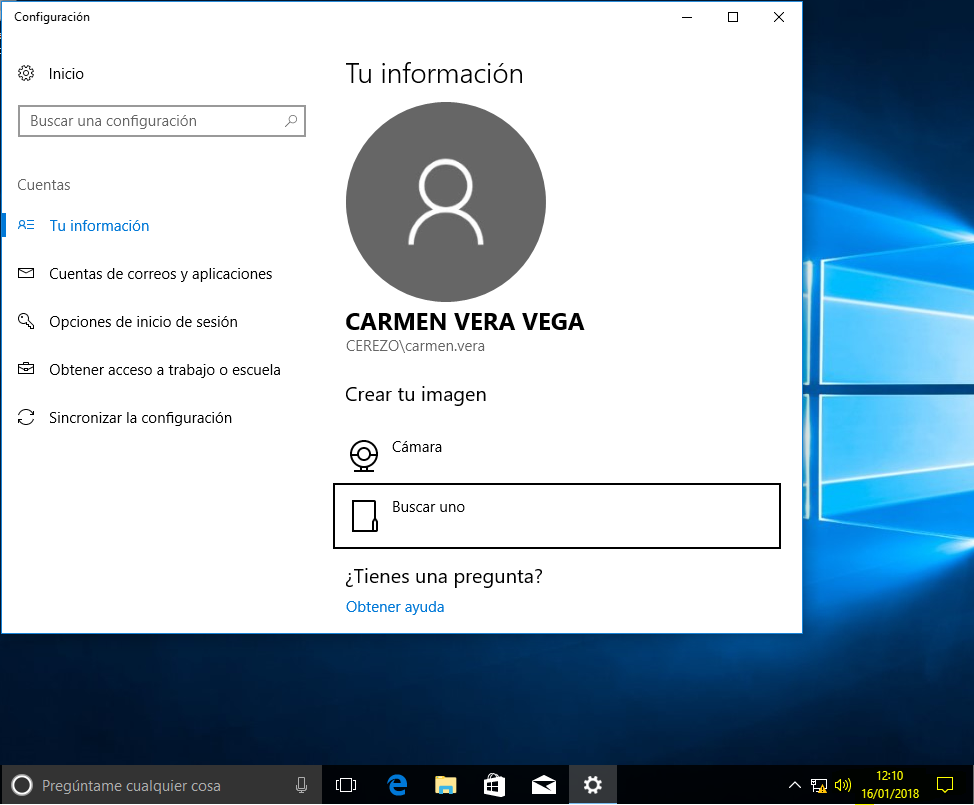 Configuración
Inicio
Buscar una configuración
Cuentas
Tu información
Cuentas de correos y aplicaciones
Opciones de inicio de sesión
Obtener acceso a trabajo o escuela
Sincronizar la configuración
Tu información
CARMEN VERA VEGA
CEREZO\carmen.vera
Crear tu imagen
Cámara
Buscar uno
¿Tienes una pregunta?
Obtener ayuda
Pregúntame cualquier cosa
12:10
16/01/2018